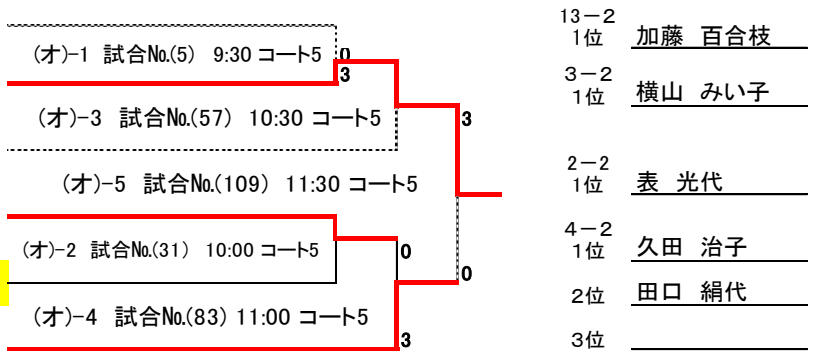 (オ)-1 試合№(5) 9:30 コート5
0
3
(オ)-3 試合№(57) 10:30 コート5
3
(オ)-5 試合№(109) 11:30 コート5
(オ)-2 試合№(31) 10:00 コート5
0
0
(オ)-4 試合№(83) 11:00 コート5
3
13-2
1位 加藤 百合枝
3-2
1位 横山 みい子
2-2
1位 表 光代
4-2
1位 久田 治子
2位 田口 絹代
3位